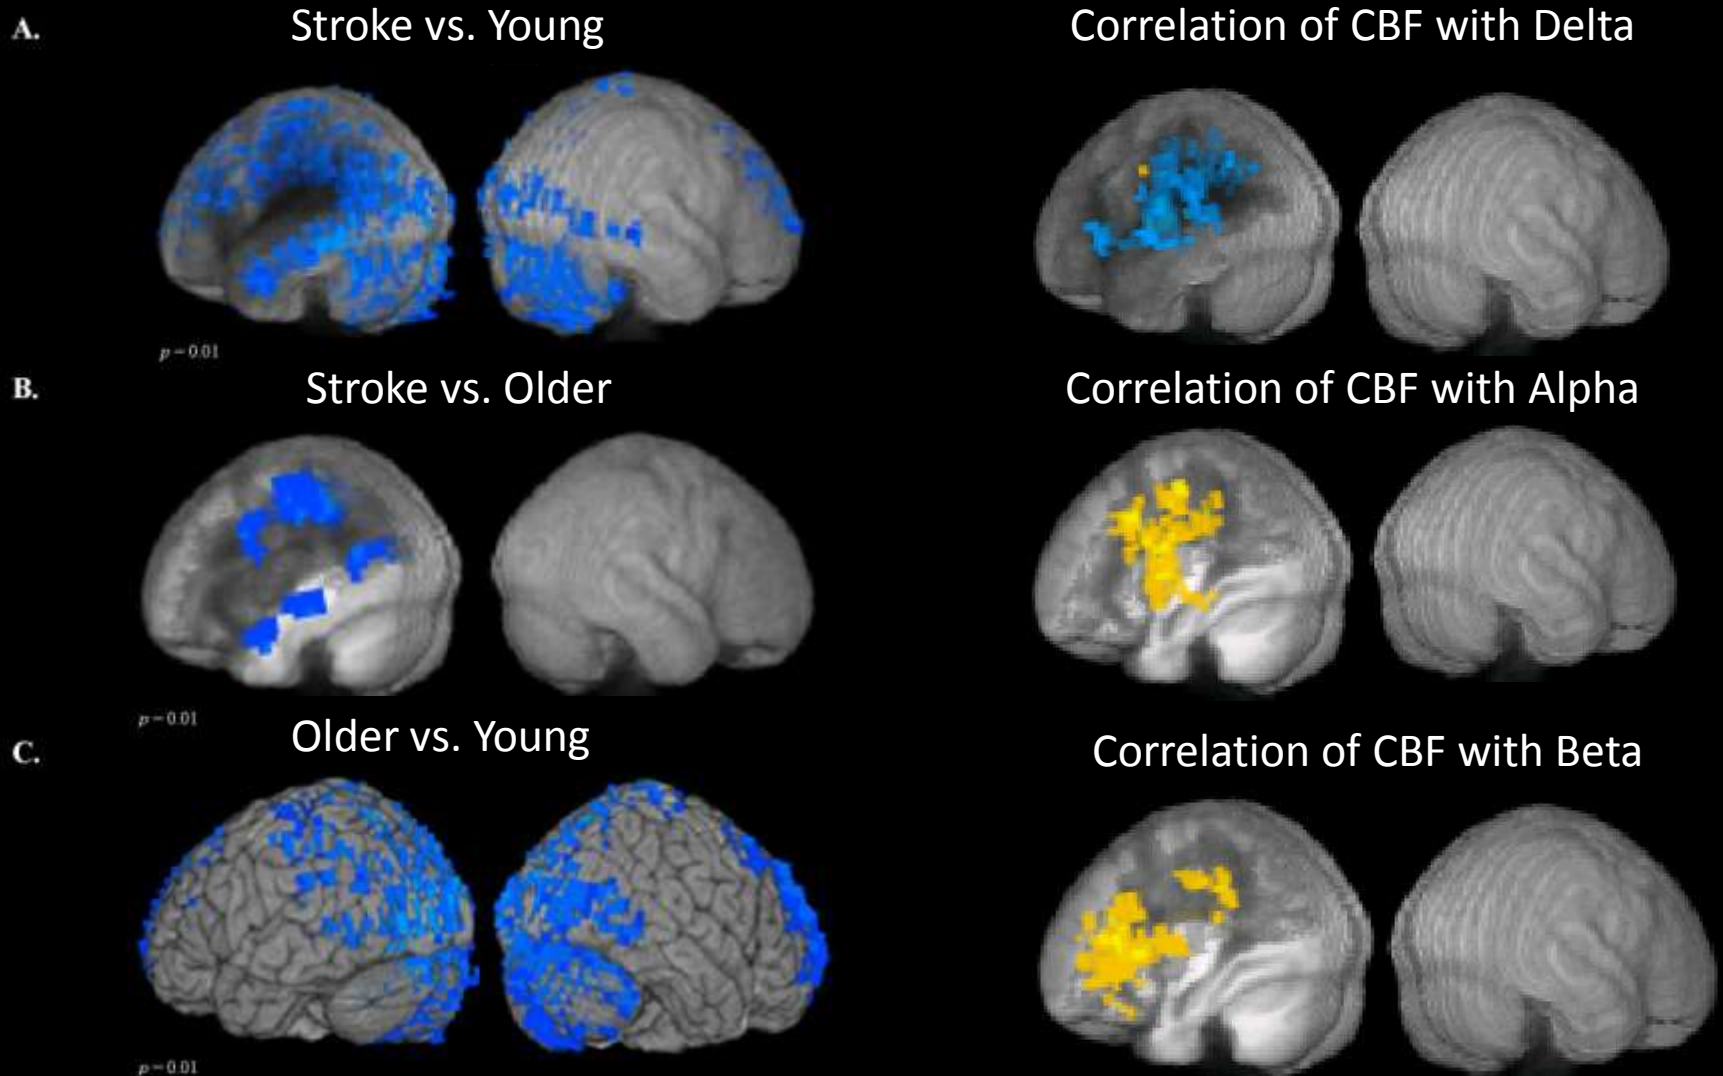 A.
Stroke vs. Young
Correlation of CBF with Delta
p=0.01
B.
Stroke vs. Older
Correlation of CBF with Alpha
p=0.01
C.
Older vs. Young
Correlation of CBF with Beta
p=0.01